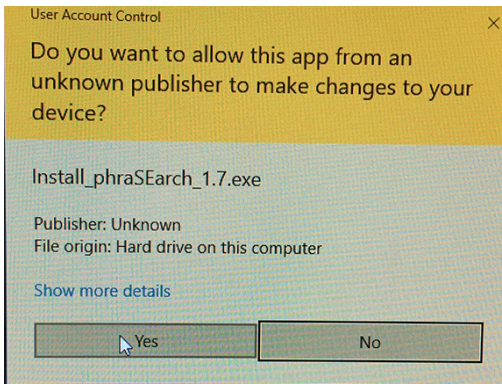 User Account Control
Do you want to allow this app from an
unknown publisher to make changes to your
device?
Install_phraSEarch_1.7.exe
Publisher: Unknown
File origin: Hard drive on this computer
Show more details
Yes
No